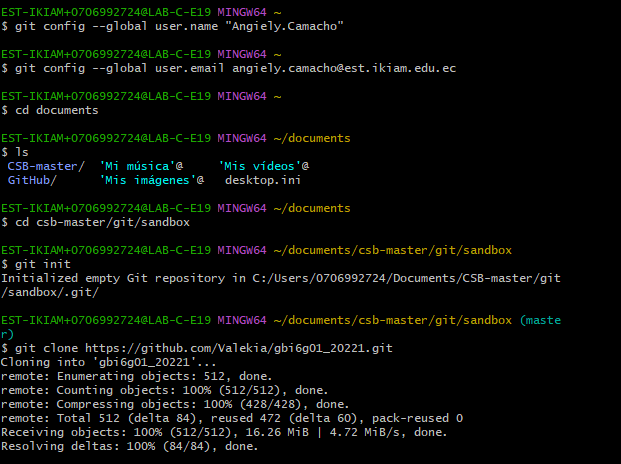 EST-IKIAM+0706992724@LAB-C-E19 MINGW64 ~
$ git config --global user.name "Angiely.Camacho"
EST-IKIAM+0706992724@LAB-C-E19 MINGW64 ~
$ git config --global user.email angiely.camacho@est.ikiam.edu.ec
EST-IKIAM+0706992724@LAB-C-E19 MINGW64 ~
$ cd documents
EST-IKIAM+0706992724@LAB-C-E19 MINGW64 ~/documents
$ ls
CSB-master/ 'Mi música'@ 'Mis vídeos'@
GitHub/ 'Mis imágenes'@ desktop.ini
EST-IKIAM+0706992724@LAB-C-E19 MINGW64 ~/documents
$ cd csb-master/git/sandbox
EST-IKIAM+0706992724@LAB-C-E19 MINGW64 ~/documents/csb-master/git/sandbox
$ git init
Initialized empty Git repository in C:/Users/0706992724/Documents/CSB-master/git
/sandbox/.git/
EST-IKIAM+0706992724@LAB-C-E19 MINGW64 ~/documents/csb-master/git/sandbox (maste
r)
$ git clone https://github.com/Valekia/gbi6g01_20221.git
Cloning into 'gbi6g01_20221'...
remote: Enumerating objects: 512, done.
remote: Counting objects: 100% (512/512), done.
remote: Compressing objects: 100% (428/428), done.
remote: Total 512 (delta 84), reused 472 (delta 60), pack-reused 0
Receiving objects: 100% (512/512), 16.26 MiB | 4.72 MiB/s, done.
Resolving deltas: 100% (84/84), done.